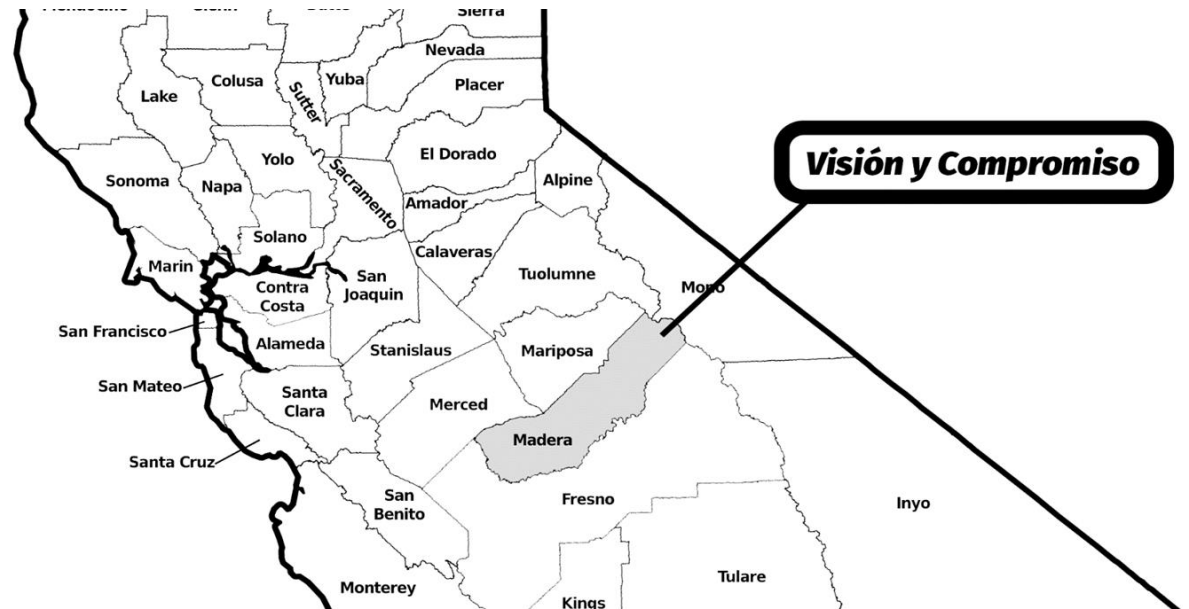 Sierra
Nevada
Colusa
Yuba
Placer
Lake
Sutter
Visión y Compromiso
Yolo
El Dorado
Sonoma
Napa
Sacramento
Alpine
Amador
Solano
Calaveras
Marin
Tuolumne
San
Joaquin
Contra
Costa
Mono
San Francisco
Alameda
Stanislaus
Mariposa
San Mateo
Santa
Clara
Merced
Madera
Santa Cruz
Fresno
San
Benito
Inyo
Tulare
Monterey
Kings